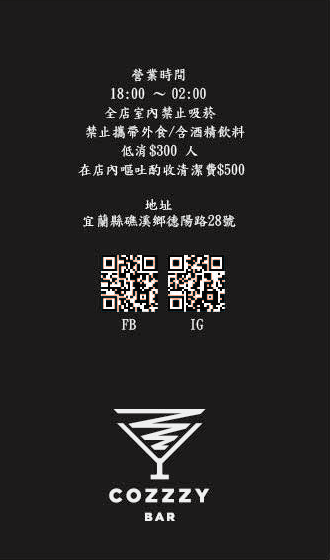 營業時間
18:00 ～ 02:00
全店室內禁止吸菸
禁止攜帶外食/含酒精飲料
低消$300 人
在店內嘔吐酌收清潔費$500
地址
宜蘭縣礁溪鄉德陽路28號
FB IG
COZZZY
BAR